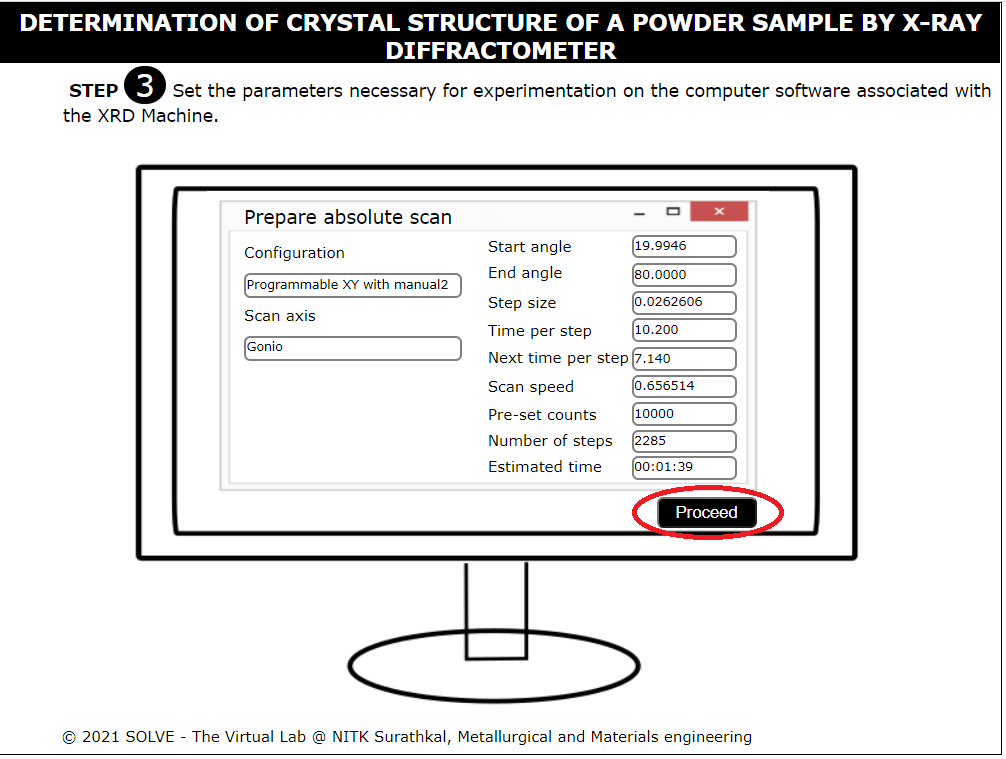 DETERMINATION OF CRYSTAL STRUCTURE OF A POWDER SAMPLE BY X-RAY
DIFFRACTOMETER
STEP 3 Set the parameters necessary for experimentation on the computer software associated with
the XRD Machine.
Prepare absolute scan
Configuration
Programmable XY with manual2
Scan axis
Gonio
Start angle 19.9946
End angle 80.0000
Step size 0.0262606
Time per step 10.200
Next time per step 7.140
Scan speed 0.656514
Pre-set counts 10000
Number of steps 2285
Estimated time 00:01:39
Proceed
© 2021 SOLVE - The Virtual Lab @ NITK Surathkal, Metallurgical and Materials engineering